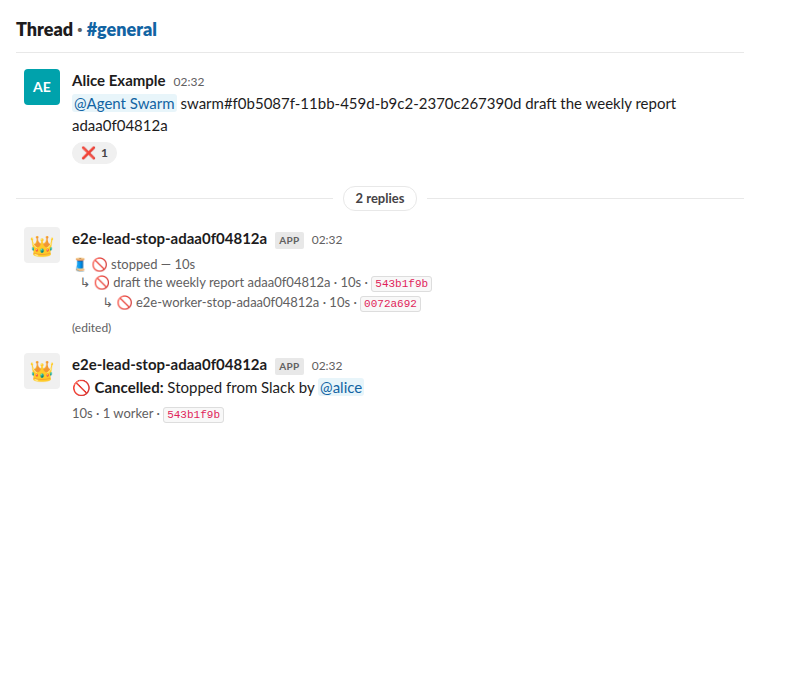 Thread • #general
AE
Alice Example 02:32
@Agent Swarm swarm#f0b5087f-11bb-459d-b9c2-2370c267390d draft the weekly report
adaa0f04812a
❌ 1
2 replies
e2e-lead-stop-adaa0f04812a APP 02:32
🧵 🚫 stopped — 10s
↳ 🚫 draft the weekly report adaa0f04812a · 10s · 543b1f9b
↳ 🚫 e2e-worker-stop-adaa0f04812a · 10s · 0072a692
(edited)
e2e-lead-stop-adaa0f04812a APP 02:32
🚫 Cancelled: Stopped from Slack by @alice
10s · 1 worker · 543b1f9b